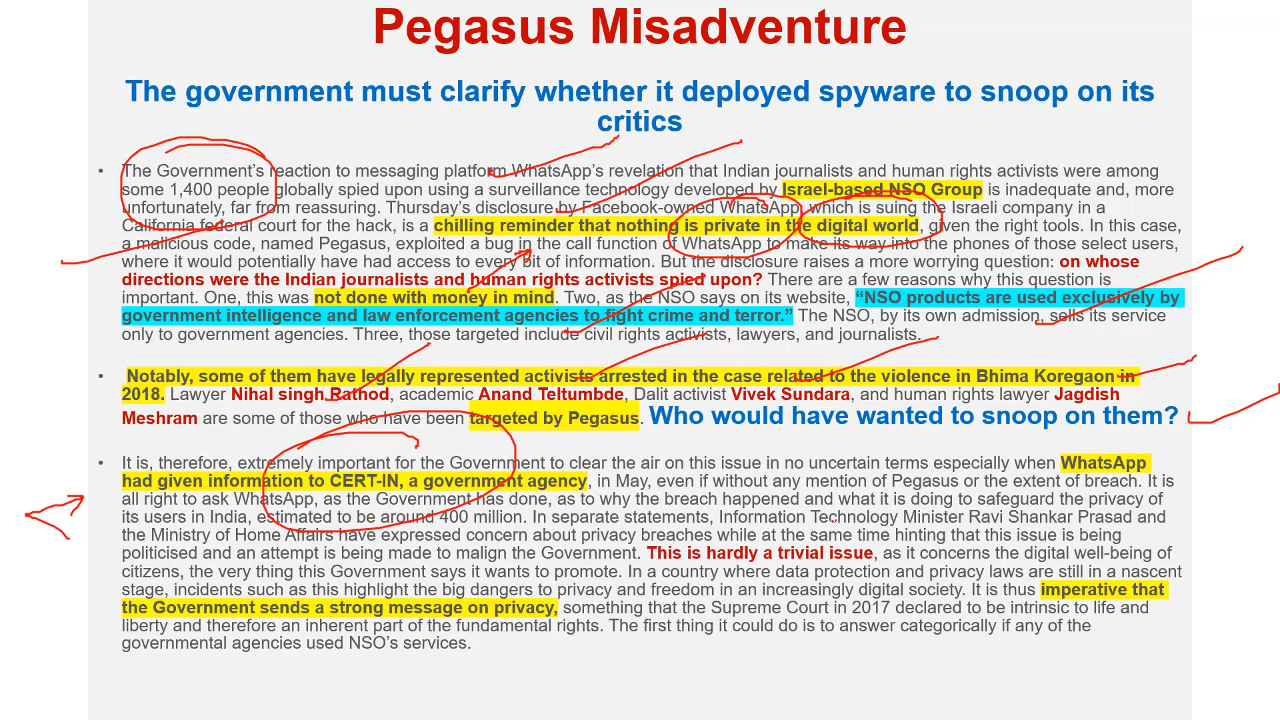 Pegasus Misadventure
The government must clarify whether it deployed spyware to snoop on its
critics
• The Government's reaction to messaging platform WhatsApp's revelation that Indian journalists and human rights activists were among
some 1,400 people globally spied upon using a surveillance technology developed by Israel-based NSO Group is inadequate and, more
unfortunately, far from reassuring. Thursday's disclosure by Facebook-owned WhatsApp, which is suing the Israeli company in a
California federal court for the hack, is a chilling reminder that nothing is private in the digital world, given the right tools. In this case,
a malicious code, named Pegasus, exploited a bug in the call function of WhatsApp to make its way into the phones of those select users,
where it would potentially have had access to every bit of information. But the disclosure raises a more worrying question: on whose
directions were the Indian journalists and human rights activists spied upon? There are a few reasons why this question is
important. One, this was not done with money in mind. Two, as the NSO says on its website, “NSO products are used exclusively by
government intelligence and law enforcement agencies to fight crime and terror.” The NSO, by its own admission, sells its service
only to government agencies. Three, those targeted include civil rights activists, lawyers, and journalists.
• Notably, some of them have legally represented activists arrested in the case related to the violence in Bhima Koregaon in
2018. Lawyer Nihal singh Rathod, academic Anand Teltumbde, Dalit activist Vivek Sundara, and human rights lawyer Jagdish
Meshram are some of those who have been targeted by Pegasus. Who would have wanted to snoop on them?
• It is, therefore, extremely important for the Government to clear the air on this issue in no uncertain terms especially when WhatsApp
had given information to CERT-IN, a government agency, in May, even if without any mention of Pegasus or the extent of breach. It is
all right to ask WhatsApp, as the Government has done, as to why the breach happened and what it is doing to safeguard the privacy of
its users in India, estimated to be around 400 million. In separate statements, Information Technology Minister Ravi Shankar Prasad and
the Ministry of Home Affairs have expressed concern about privacy breaches while at the same time hinting that this issue is being
politicised and an attempt is being made to malign the Government. This is hardly a trivial issue, as it concerns the digital well-being of
citizens, the very thing this Government says it wants to promote. In a country where data protection and privacy laws are still in a nascent
stage, incidents such as this highlight the big dangers to privacy and freedom in an increasingly digital society. It is thus imperative that
the Government sends a strong message on privacy, something that the Supreme Court in 2017 declared to be intrinsic to life and
liberty and therefore an inherent part of the fundamental rights. The first thing it could do is to answer categorically if any of the
governmental agencies used NSO's services.